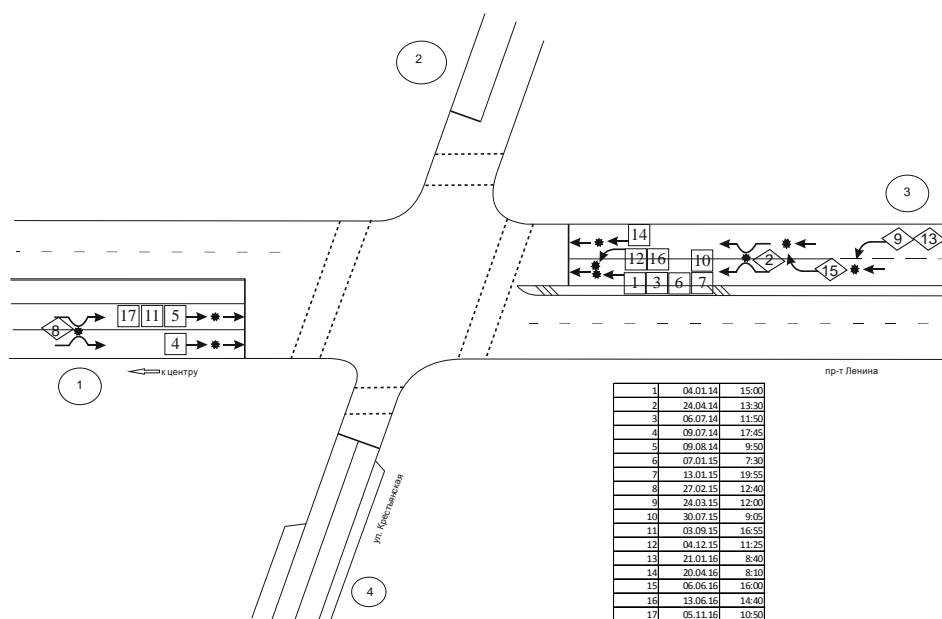 2
3
14
9 13
12 16
10
2
15
1 3 6 7
17 11 5
8
4
к центру
1
пр-т Ленина
ул. Крестьянская
4
1 04.01.14 15:00
2 24.04.14 13:30
3 06.07.14 11:50
4 09.07.14 17:45
5 09.08.14 9:50
6 07.01.15 7:30
7 13.01.15 19:55
8 27.02.15 12:40
9 24.03.15 12:00
10 30.07.15 9:05
11 03.09.15 16:55
12 04.12.15 11:25
13 21.01.16 8:40
14 20.04.16 8:10
15 06.06.16 16:00
16 13.06.16 14:40
17 05.11.16 10:50